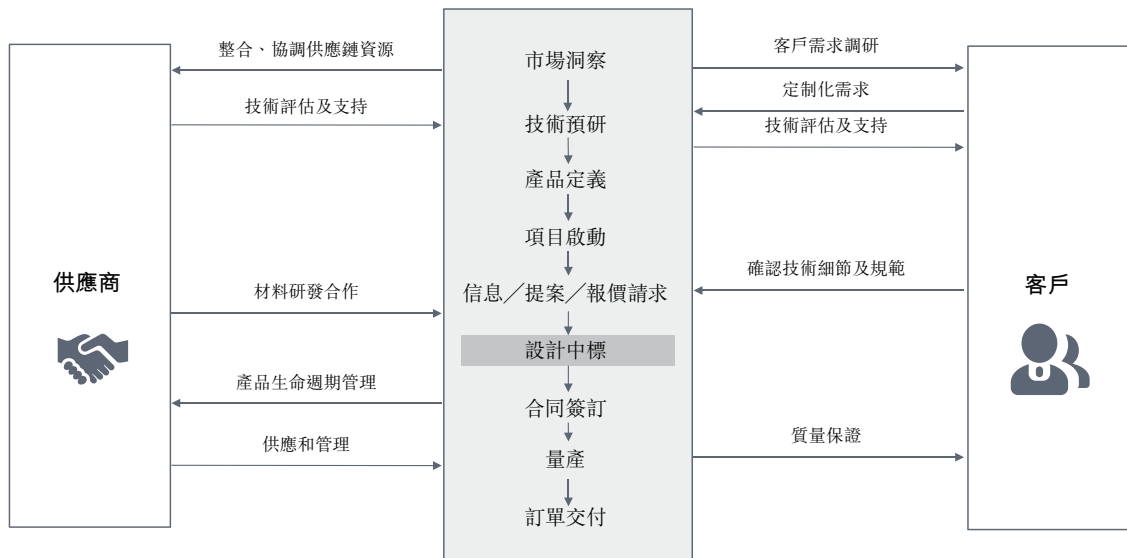 整合、協調供應鏈資源
技術評估及支持
供應商
材料研發合作
產品生命週期管理
供應和管理
市場洞察
技術預研
產品定義
項目啟動
信息／提案／報價請求
設計中標
合同簽訂
量產
訂單交付
客戶需求調研
定制化需求
技術評估及支持
確認技術細節及規範
質量保證
客戶